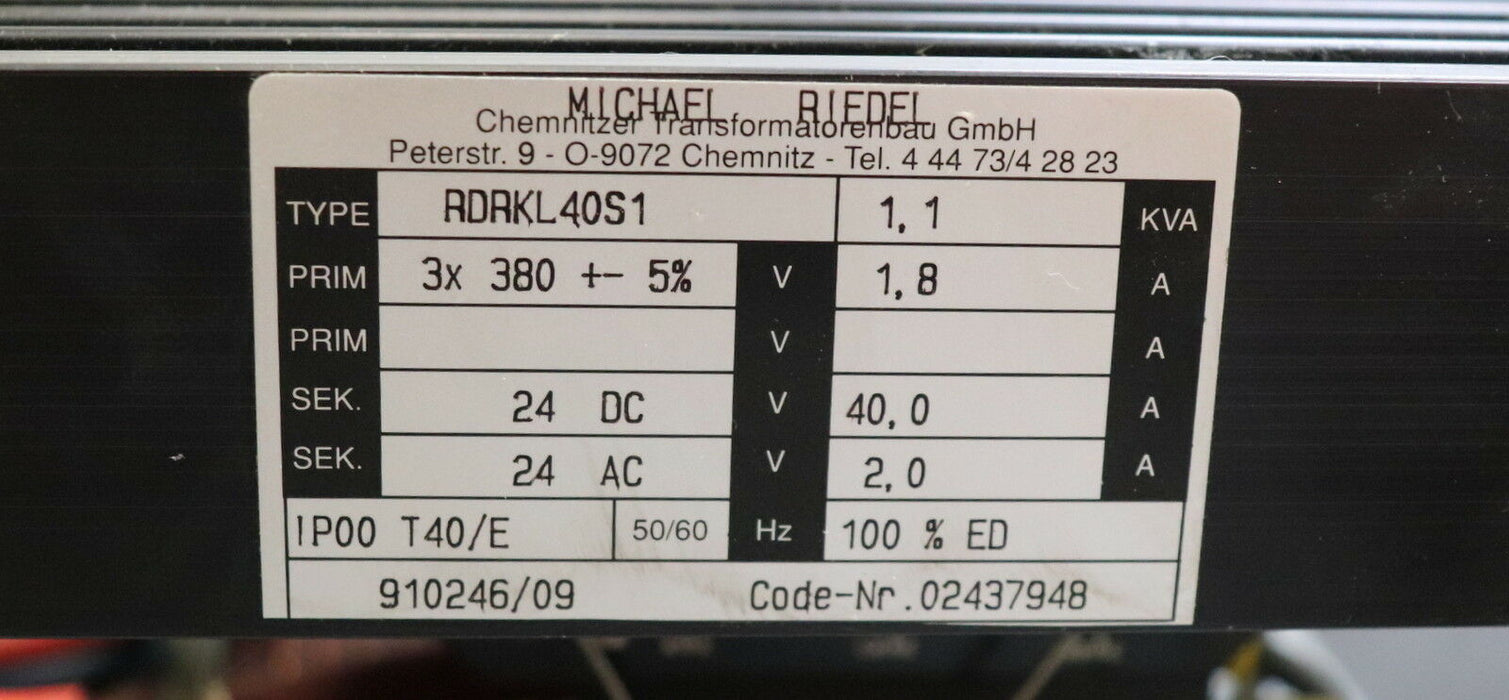 MICHAEL RIEDEL
Chemnitzer Transformatorenbau GmbH
Peterstr. 9 - O-9072 Chemnitz - Tel. 4 44 73/4 28 23
TYPE RDRKL40S1 1,1 KVA
PRIM 3x 380 +- 5% V 1,8 A
PRIM V A
SEK. 24 DC V 40,0 A
SEK. 24 AC V 2,0 A
IP00 T40/E 50/60 Hz 100 % ED
910246/09 Code-Nr.02437948